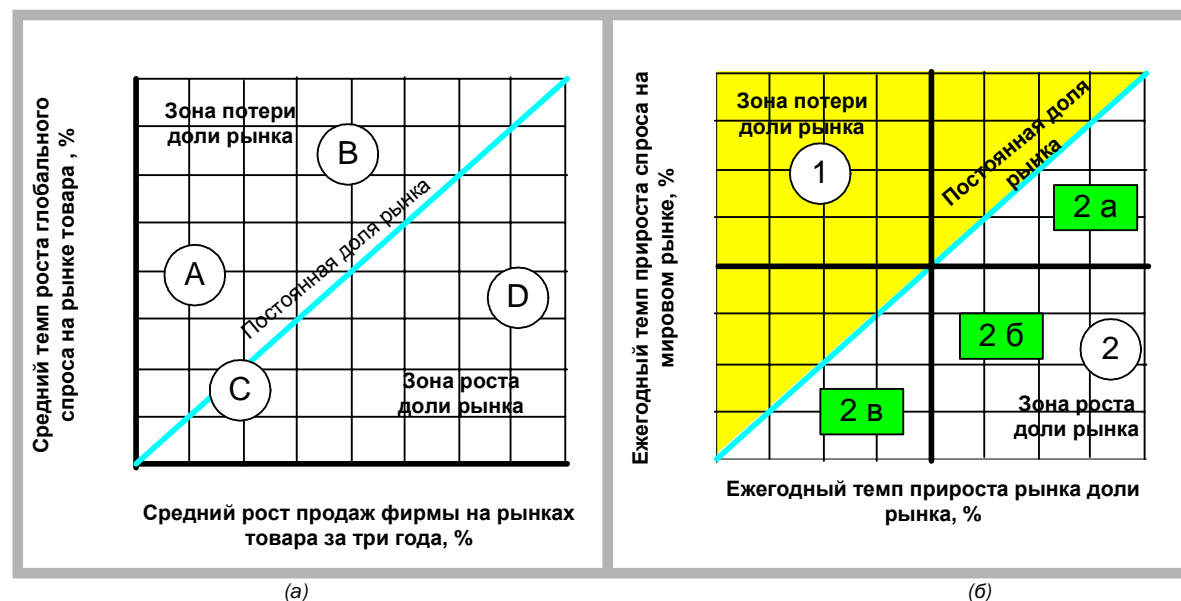 Средний темп роста глобального
спроса на рынке товара , %
Зона потери
доли рынка
B
A
Постоянная доля рынка
D
C
Зона роста
доли рынка
Средний рост продаж фирмы на рынках
товара за три года, %
(а)
Ежегодный темп прироста спроса на
мировом рынке, %
Зона потери
доли рынка
Постоянная доля
рынка
1
2 а
2 б
2
2 в
Зона роста
доли рынка
Ежегодный темп прироста рынка доли
рынка, %
(б)